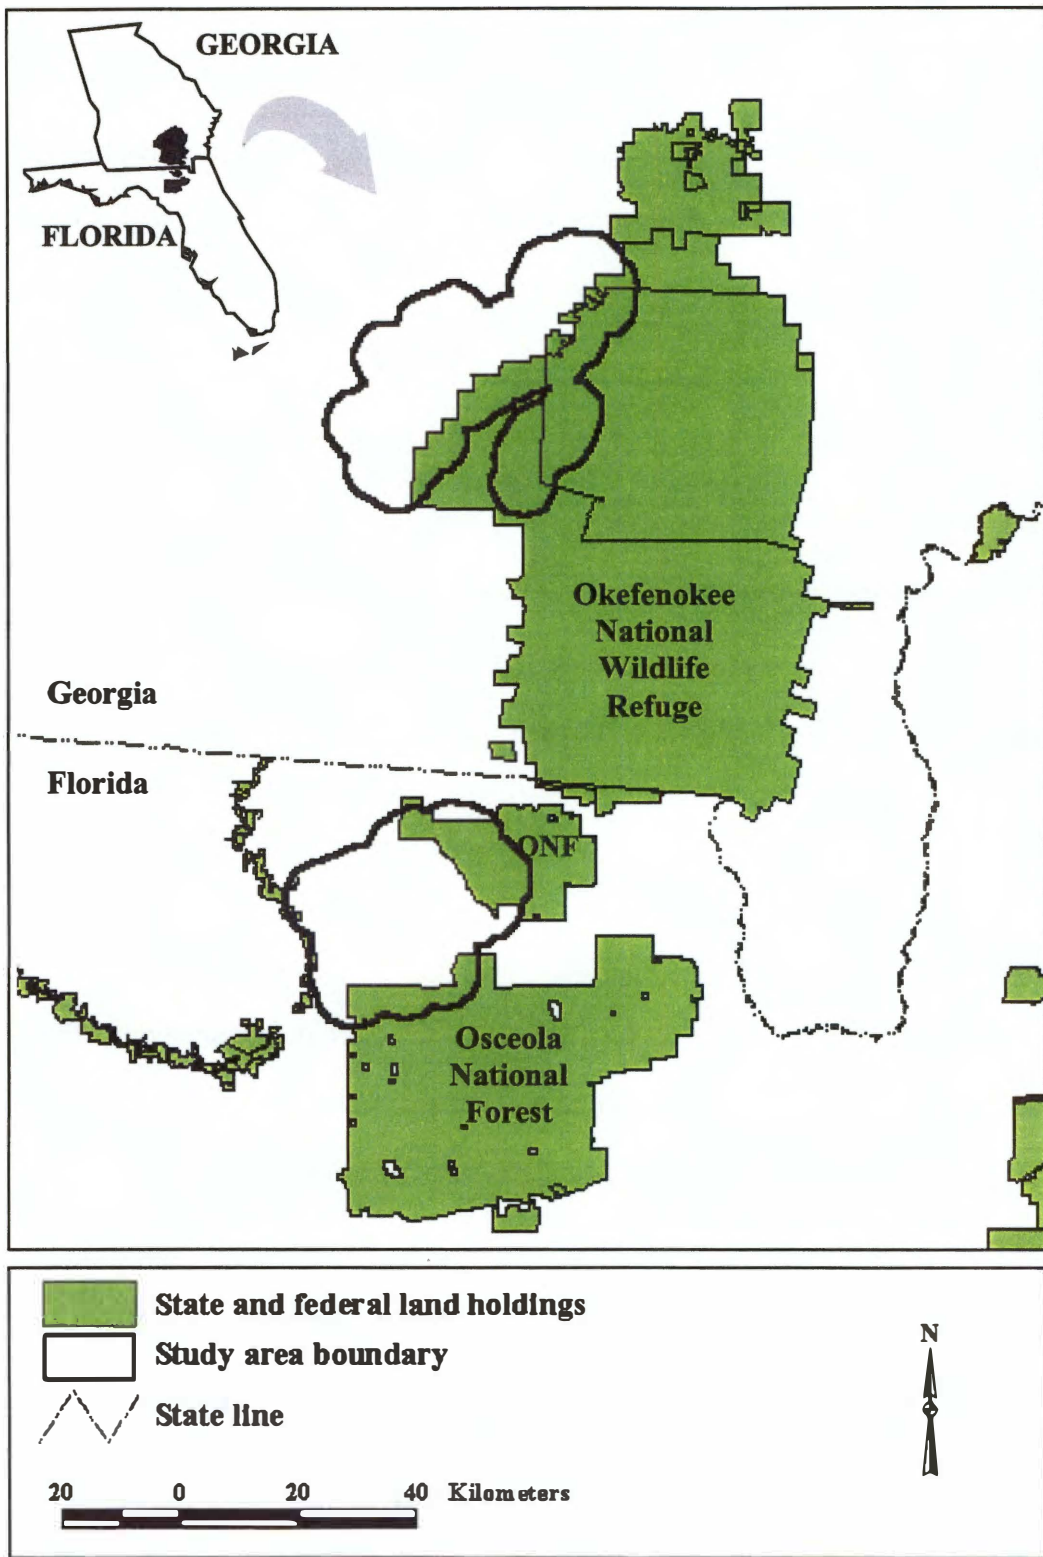 GEORGIA
FLORIDA
Okefenokee
National
Wildlife
Refuge
Georgia
Florida
ONF
Osceola
National
Forest
State and federal land holdings
Study area boundary
State line
N
20 0 20 40 Kilometers